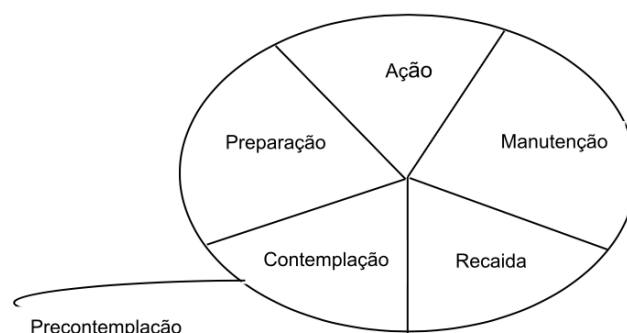 Ação
Preparação
Manutenção
Contemplação
Recaida
Precontemplação